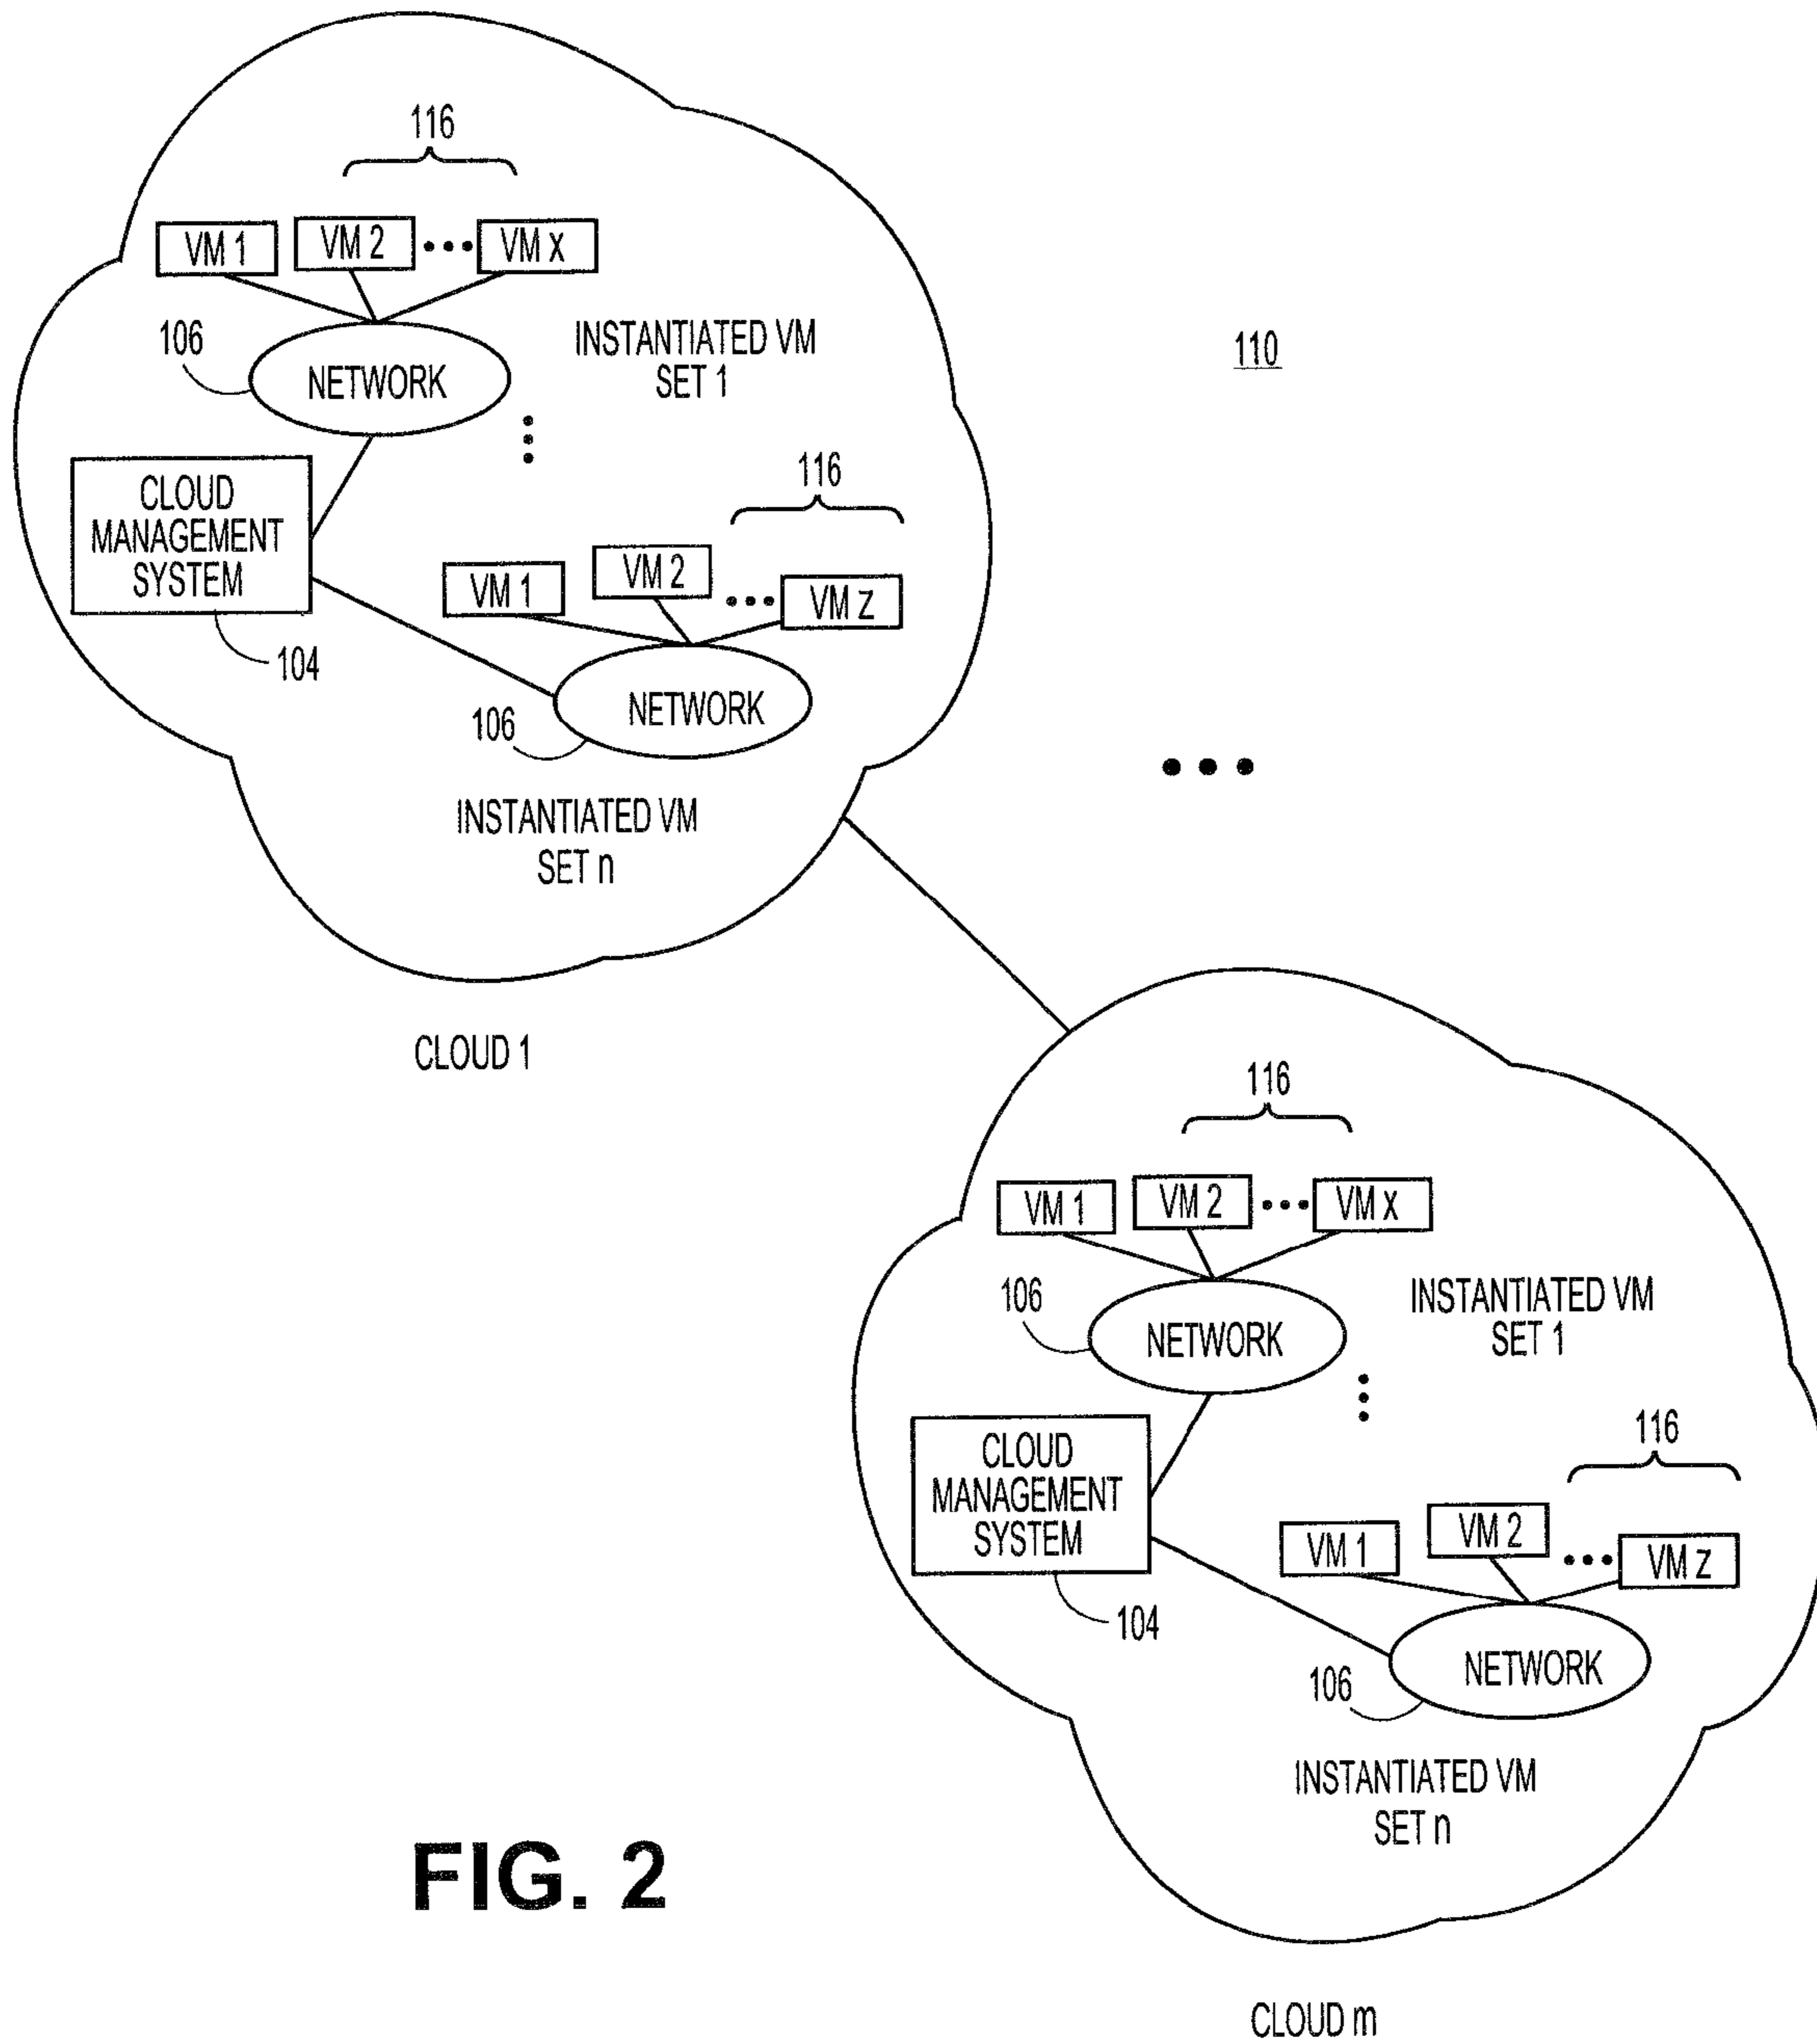 116
VM 1
VM 2
VM X
106
NETWORK
INSTANTIATED VM
SET 1
110
CLOUD
MANAGEMENT
SYSTEM
104
116
VM 1
VM 2
VM Z
106
NETWORK
INSTANTIATED VM
SET n
CLOUD 1
116
VM 1
VM 2
VM X
106
NETWORK
INSTANTIATED VM
SET 1
CLOUD
MANAGEMENT
SYSTEM
104
116
VM 1
VM 2
VM Z
106
NETWORK
INSTANTIATED VM
SET n
CLOUD m
FIG. 2